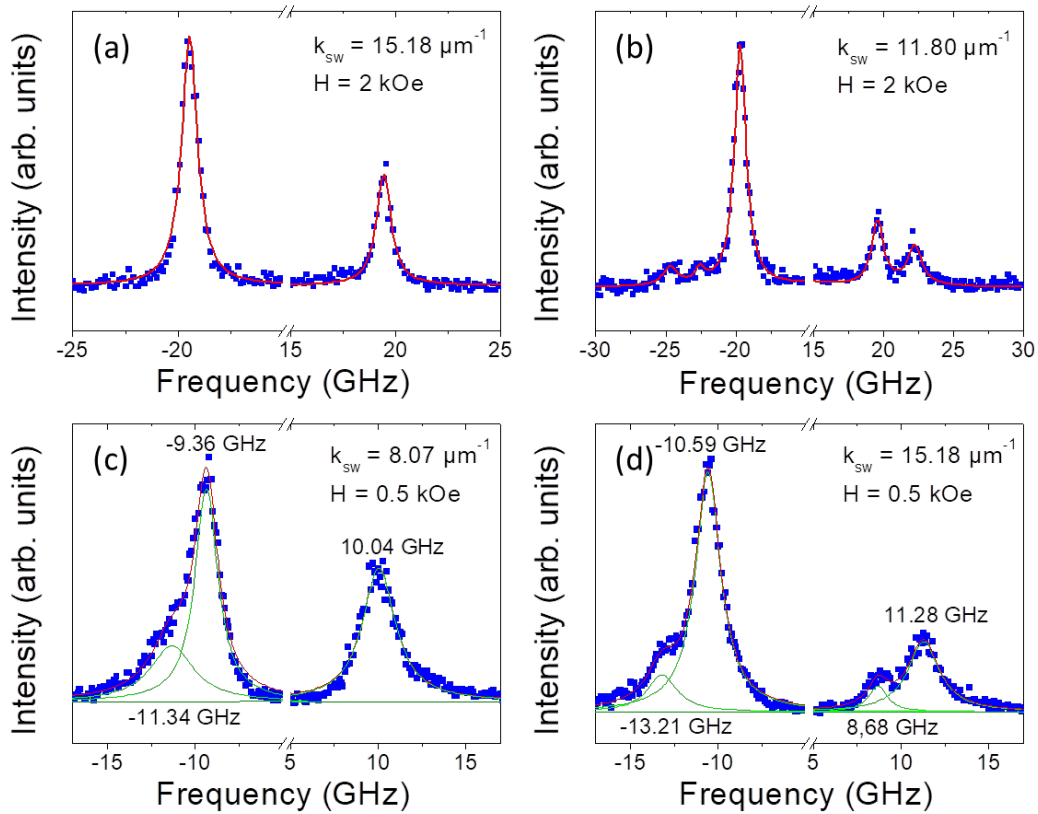 (a)
k_sw = 15.18 µm⁻¹
H = 2 kOe
Intensity (arb. units)
-25 -20 15 20 25
Frequency (GHz)
(b)
k_sw = 11.80 µm⁻¹
H = 2 kOe
Intensity (arb. units)
-30 -25 -20 15 20 25 30
Frequency (GHz)
(c)
-9.36 GHz
k_sw = 8.07 µm⁻¹
H = 0.5 kOe
10.04 GHz
-11.34 GHz
Intensity (arb. units)
-15 -10 5 10 15
Frequency (GHz)
(d)
-10.59 GHz
k_sw = 15.18 µm⁻¹
H = 0.5 kOe
11.28 GHz
-13.21 GHz
8,68 GHz
Intensity (arb. units)
-15 -10 5 10 15
Frequency (GHz)